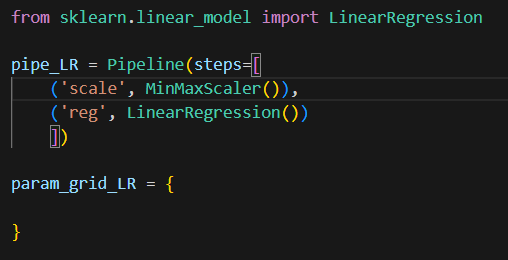 from sklearn.linear_model import LinearRegression
pipe_LR = Pipeline(steps=[
('scale', MinMaxScaler()),
('reg', LinearRegression())
])
param_grid_LR = {
}